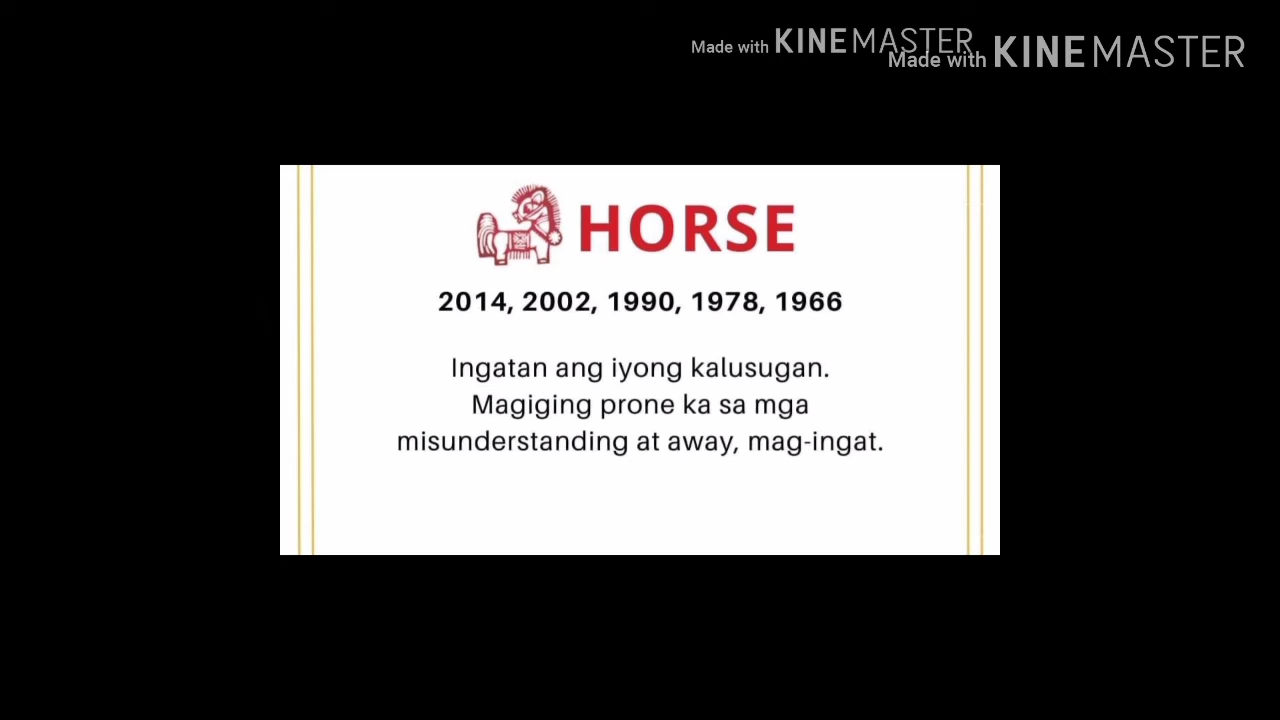 Made with KINEMASTER
Made with KINEMASTER
HORSE
2014, 2002, 1990, 1978, 1966
Ingatan ang iyong kalusugan.
Magiging prone ka sa mga
misunderstanding at away, mag-ingat.